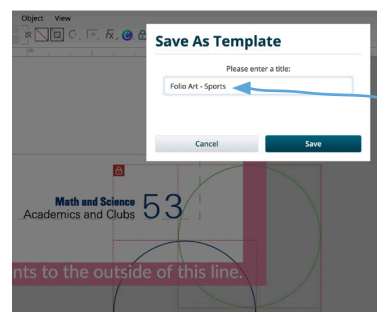 Object View
Save As Template
Please enter a title:
Folio Art - Sports
Cancel Save
Math and Science
Academics and Clubs 53
nts to the outside of this line.